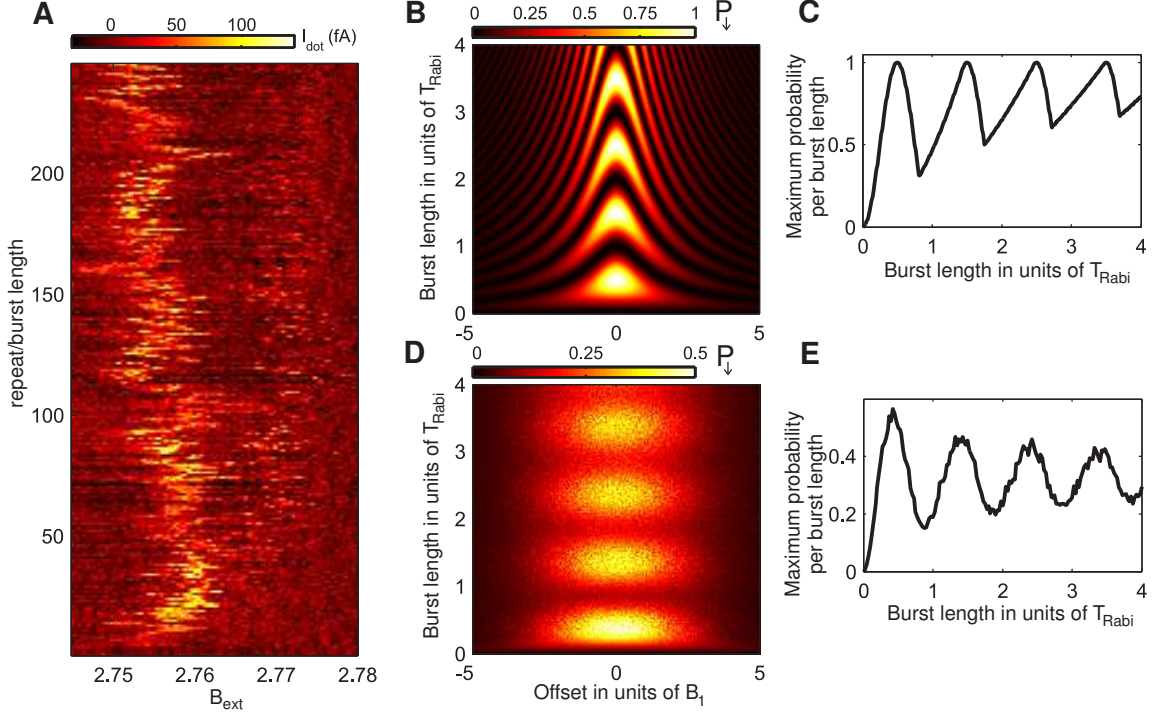 A
0 50 100 I_dot (fA)
repeat/burst length
200
150
100
50
2.75 2.76 2.77 2.78
B_ext
B
0 0.25 0.50 0.75 1 P_↓
Burst length in units of T_Rabi
4
3
2
1
0
-5 0 5
C
Maximum probability
per burst length
1
0.5
0
0 1 2 3 4
Burst length in units of T_Rabi
D
0 0.25 0.5 P_↓
Burst length in units of T_Rabi
4
3
2
1
0
-5 0 5
Offset in units of B_1
E
Maximum probability
per burst length
0.4
0.2
0
0 1 2 3 4
Burst length in units of T_Rabi